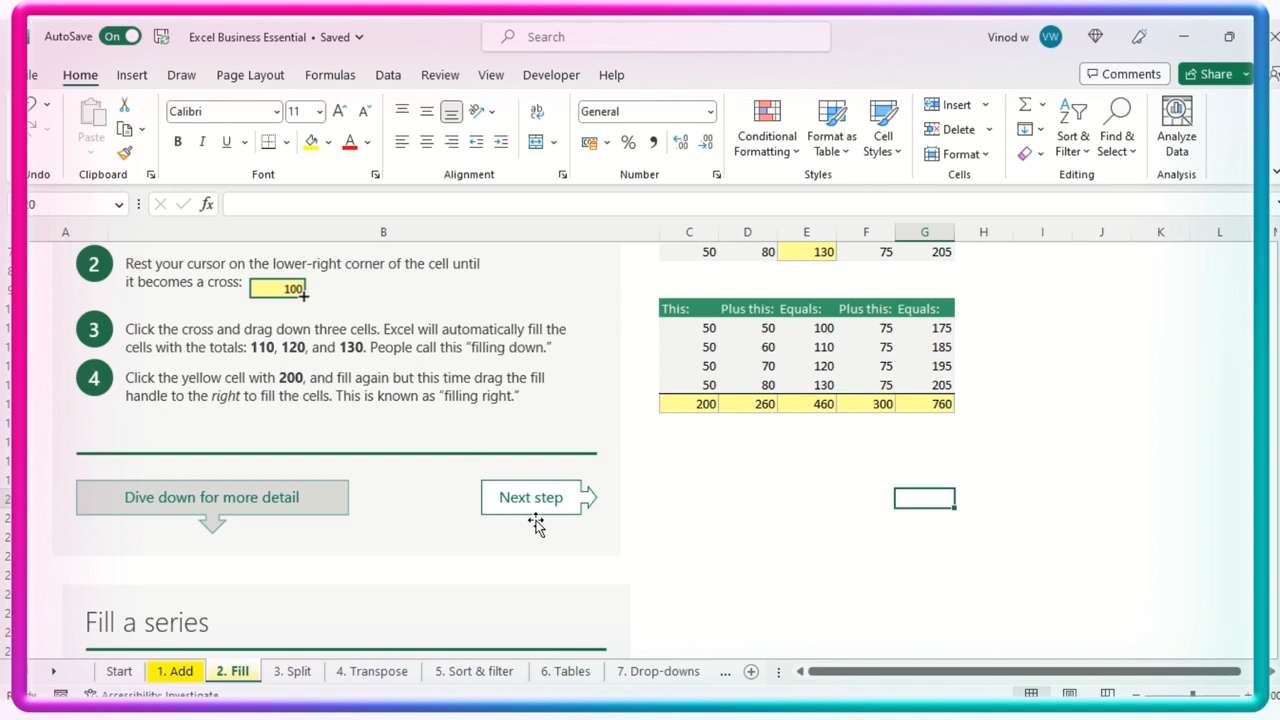 AutoSave On Excel Business Essential • Saved Search Vinod w VW
Home Insert Draw Page Layout Formulas Data Review View Developer Help Comments Share
Paste Calibri 11 General Conditional Formatting Format as Table Cell Styles Insert Delete Format Sort & Filter Find & Select Analyze Data
B I U A %
Clipboard Font Alignment Number Styles Cells Editing Analysis
fx
A B C D E F G H I J K L
50 80 130 75 205
2 Rest your cursor on the lower-right corner of the cell until
it becomes a cross: 100
This: Plus this: Equals: Plus this: Equals:
50 50 100 75 175
50 60 110 75 185
50 70 120 75 195
50 80 130 75 205
200 260 460 300 760
3 Click the cross and drag down three cells. Excel will automatically fill the
cells with the totals: 110, 120, and 130. People call this “filling down.”
4 Click the yellow cell with 200, and fill again but this time drag the fill
handle to the right to fill the cells. This is known as “filling right.”
Dive down for more detail Next step
Fill a series
Start 1. Add 2. Fill 3. Split 4. Transpose 5. Sort & filter 6. Tables 7. Drop-downs ...
Accessibility: Investigate